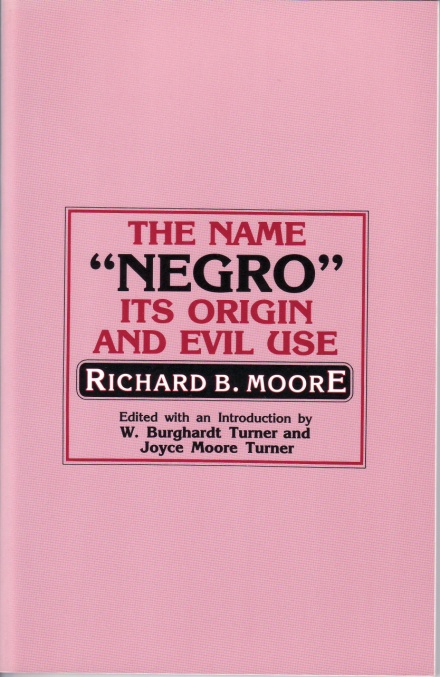 THE NAME
“NEGRO”
ITS ORIGIN
AND EVIL USE
RICHARD B. MOORE
Edited with an Introduction by
W. Burghardt Turner and
Joyce Moore Turner